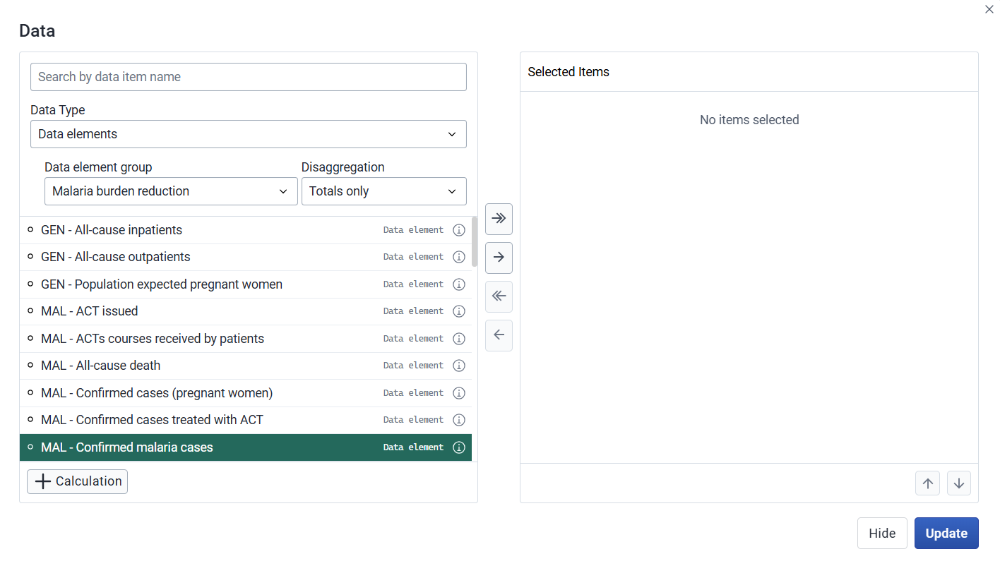 Data
Search by data item name
Data Type
Data elements
Data element group
Disaggregation
Malaria burden reduction
Totals only
GEN - All-cause inpatients Data element
GEN - All-cause outpatients Data element
GEN - Population expected pregnant women Data element
MAL - ACT issued Data element
MAL - ACTs courses received by patients Data element
MAL - All-cause death Data element
MAL - Confirmed cases (pregnant women) Data element
MAL - Confirmed cases treated with ACT Data element
MAL - Confirmed malaria cases Data element
Calculation
Selected Items
No items selected
Hide
Update